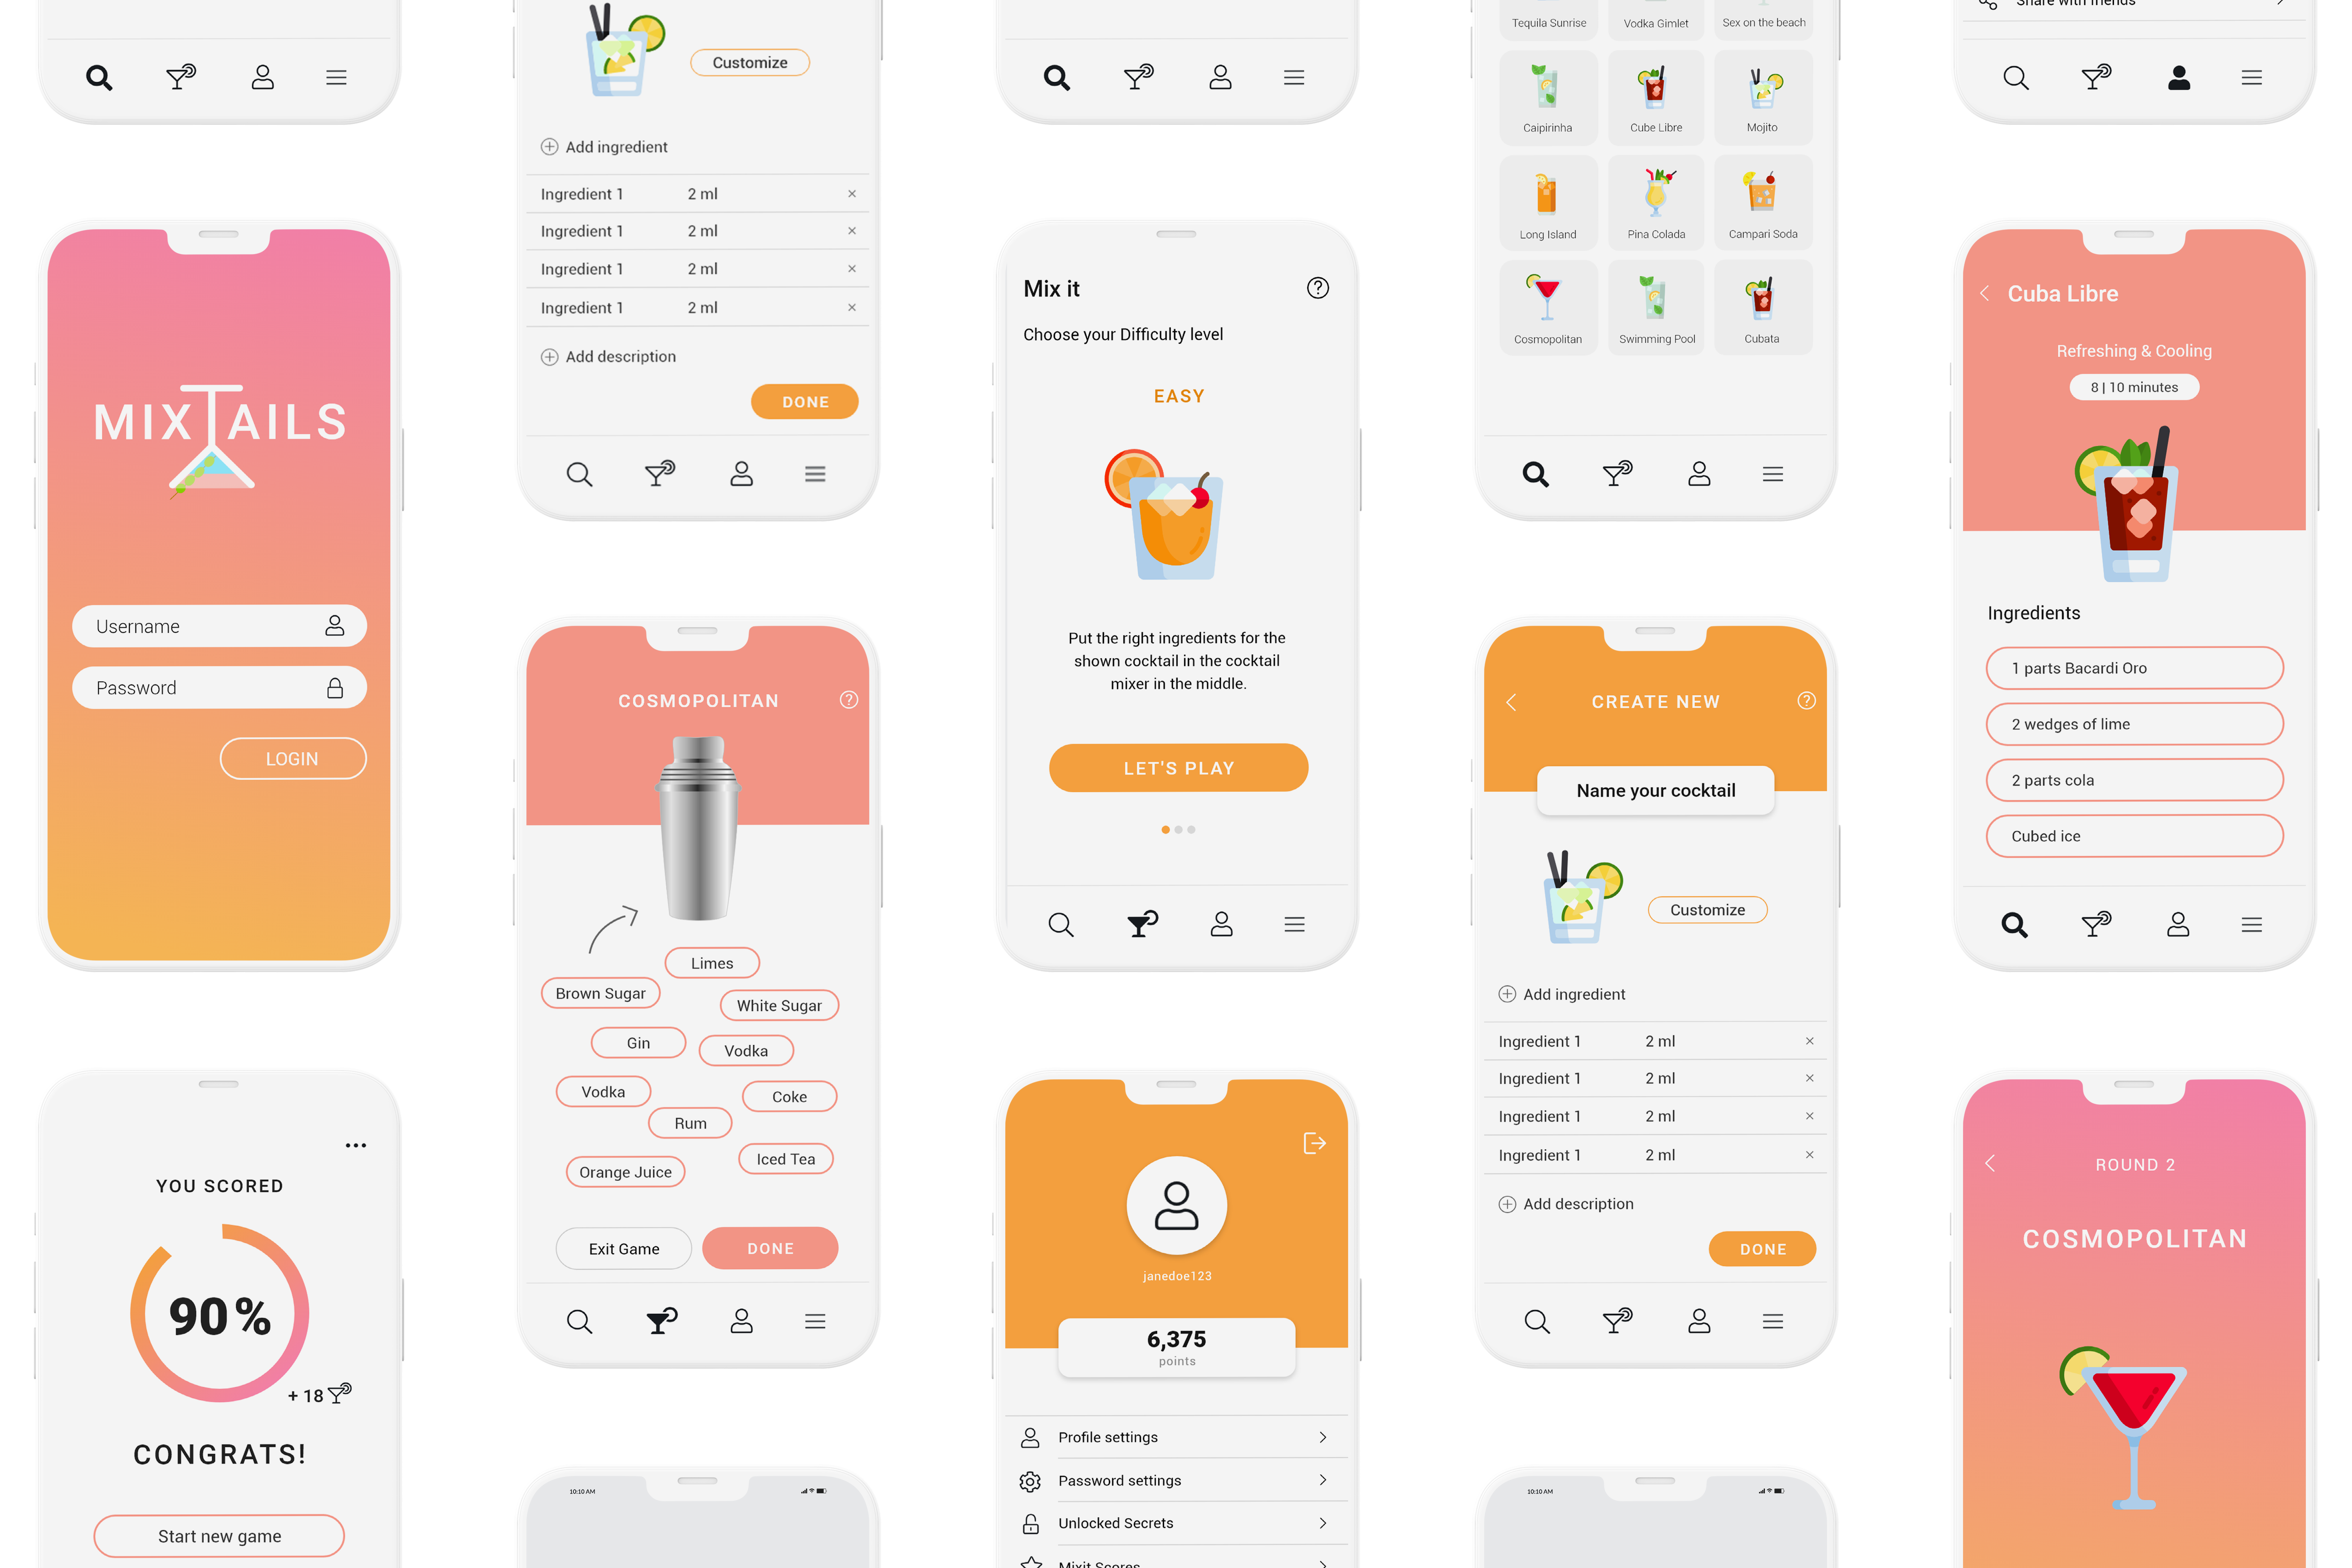 MIXTAILS
Username
Password
LOGIN
YOU SCORED
90%
+ 18
CONGRATS!
Start new game
Customize
Add ingredient
Ingredient 1 2 ml ×
Ingredient 1 2 ml ×
Ingredient 1 2 ml ×
Ingredient 1 2 ml ×
Add description
DONE
COSMOPOLITAN
Limes
Brown Sugar
White Sugar
Gin
Vodka
Vodka
Coke
Rum
Iced Tea
Orange Juice
Exit Game
DONE
10:10 AM
Mix it
Choose your Difficulty level
EASY
Put the right ingredients for the
shown cocktail in the cocktail
mixer in the middle.
LET'S PLAY
janedoe123
6,375
points
Profile settings
Password settings
Unlocked Secrets
Mixit Scores
Tequila Sunrise
Vodka Gimlet
Sex on the beach
Caipirinha
Cube Libre
Mojito
Long Island
Pina Colada
Campari Soda
Cosmopolitan
Swimming Pool
Cubata
CREATE NEW
Name your cocktail
Customize
Add ingredient
Ingredient 1 2 ml ×
Ingredient 1 2 ml ×
Ingredient 1 2 ml ×
Ingredient 1 2 ml ×
Add description
DONE
10:10 AM
Share with friends
Cuba Libre
Refreshing & Cooling
8 | 10 minutes
Ingredients
1 parts Bacardi Oro
2 wedges of lime
2 parts cola
Cubed ice
ROUND 2
COSMOPOLITAN